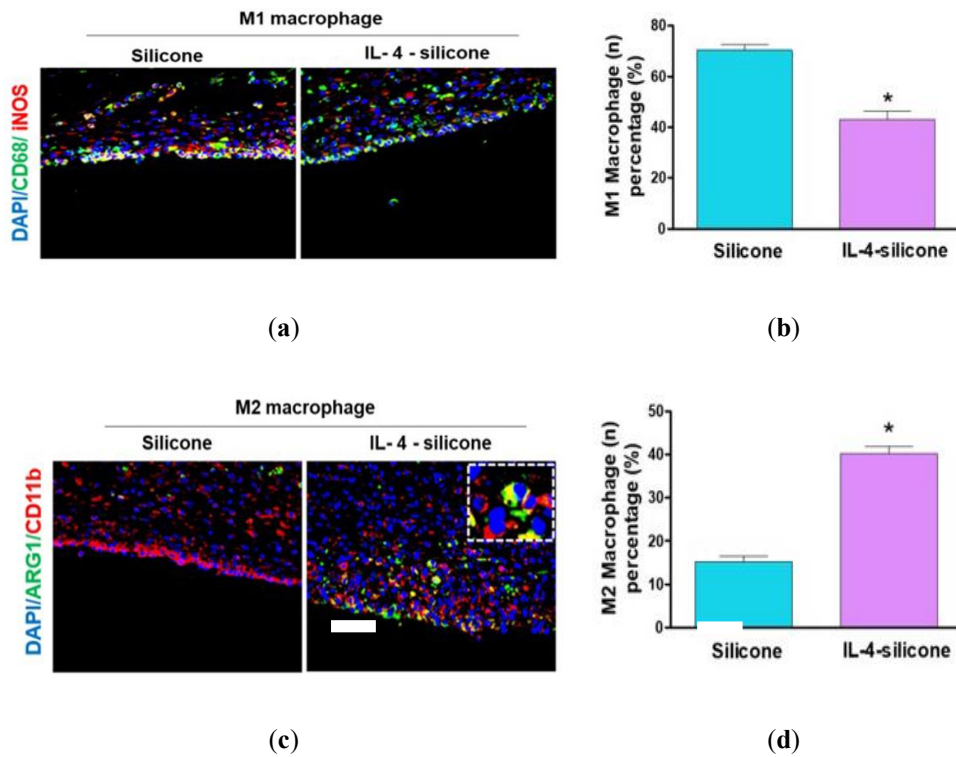 M1 macrophage
Silicone
IL- 4 - silicone
DAPI/CD68/ iNOS
(a)
M1 Macrophage (n)
percentage (%)
80
60
40
20
0
*
Silicone
IL-4-silicone
(b)
M2 macrophage
Silicone
IL- 4 - silicone
DAPI/ARG1/CD11b
(c)
M2 Macrophage (n)
percentage (%)
50
40
30
20
10
0
*
Silicone
IL-4-silicone
(d)